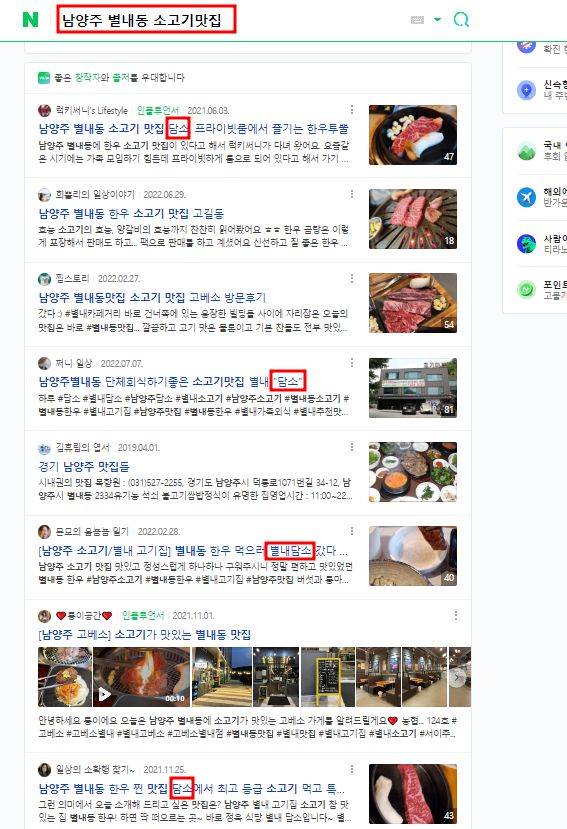 N 남양주 별내동 소고기맛집
좋은 창작자와 출처를 우대합니다
럭키써니's Lifestyle 인플루언서 2021.06.03.
남양주 별내동 소고기 맛집 담소 프라이빗룸에서 즐기는 한우투뿔
남양주 별내동에 한우 소고기 맛집이 있다고 해서 럭키써니가 다녀 왔어요. 요즘같
은 시기에는 가족 모임하기 힘든데 프라이빗하게 룸으로 되어 있다고 해서 가기 ...
47
희쁠리의 일상이야기 2022.06.29.
남양주 별내동 한우 소고기 맛집 고길동
효능 소고기의 효능, 양갈비의 효능까지 찬찬히 읽어봤어요 ㅎㅎ 한우 곰탕은 이렇
게 포장해서 판매도 하고... 팩으로 판매를 하고 계셨어요 신선하고 질 좋은 한우 ...
18
찜스토리 2022.02.27.
남양주 별내동맛집 소고기 맛집 고베소 방문후기
갔다 :) #별내카페거리 바로 건너쪽에 있는 웅장한 빌딩들 사이에 자리잡은 오늘의
맛집은 바로 #별내동맛집... 깔끔하고 고기 맛은 물론이고 기본 찬들도 전부 맛있...
54
쩌니 일상 2022.07.07.
남양주별내동 단체회식하기좋은 소고기맛집 별내 "담소"
하루 #담소 #별내담소 #남양주담소 #별내소고기 #남양주소고기 #별내동소고기 #
별내동한우 #별내고기집 #남양주맛집 #별내동한우 #별내가족외식 #별내추천맛...
81
김휴림의 엽서 2019.04.01.
경기 남양주 맛집들
시내권의 맛집 목향원 : (031)527-2255, 경기도 남양주시 덕릉로1071번길 34-12, 남
양주시 별내동 2334유기농 석쇠 불고기쌈밥정식이 유명한 집영업시간 : 11:00~22...
몬모의 움뇸뇸 일기 2022.02.28.
[남양주 소고기/별내 고기집] 별내동 한우 먹으러 별내담소 갔다 ...
남양주 소고기 맛집 맛있고 정성스럽게 하나하나 구워주시니 정말 편하고 맛있었던
별내동 한우 #남양주소고기 #별내동한우 #별내고기집 #남양주맛집 버섯과 통마...
40
롱이공간 인플루언서 2021.11.01.
[남양주 고베소] 소고기가 맛있는 별내동 맛집
00:10
안녕하세요 롱이에요 오늘은 남양주 별내동에 소고기가 맛있는 고베소 가게를 알려드릴게요 농협... 124호 #
고베소 #고베소별내 #별내고베소 #고베소별내점 #별내동맛집 #별내맛집 #별내고기집 #별내소고기 #서이주...
일상의 소확행 찾기~ 2021.11.25.
남양주 별내동 한우 찐 맛집 담소에서 최고 등급 소고기 먹고 특...
그런 의미에서 오늘 소개해 드리고 싶은 맛집은? 남양주 별내 고기집 소고기 참 맛
있는 집 별내동 한우! 하면 딱 떠오르는 곳~ 바로 정육 식당 별내 담소입니다~ 별...
43
확진 현
신속항
내 주변
국내
후회 없
해외에
반가운
사람이
티라노
포인트
고물가